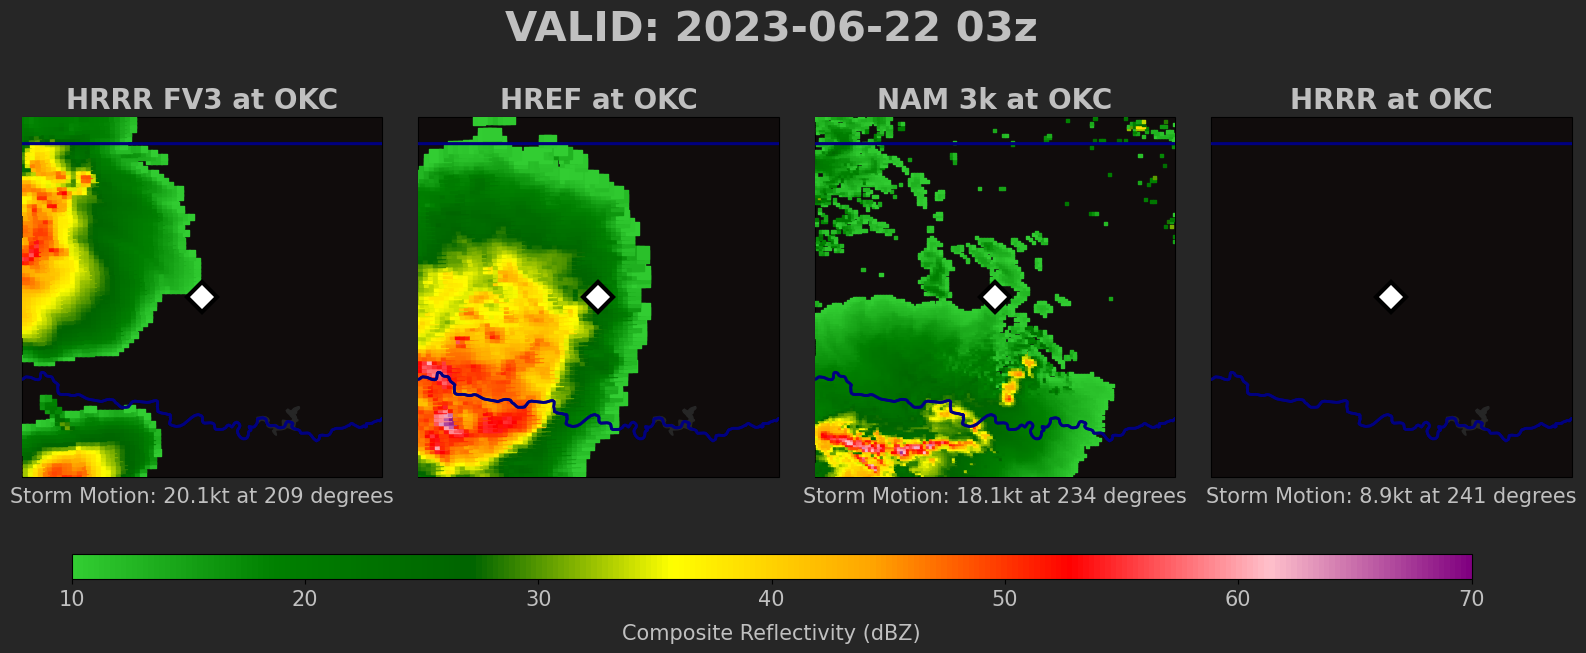 VALID: 2023-06-22 03z
HRRR FV3 at OKC
HREF at OKC
NAM 3k at OKC
HRRR at OKC
Storm Motion: 20.1kt at 209 degrees
Storm Motion: 18.1kt at 234 degrees
Storm Motion: 8.9kt at 241 degrees
10 20 30 40 50 60 70
Composite Reflectivity (dBZ)